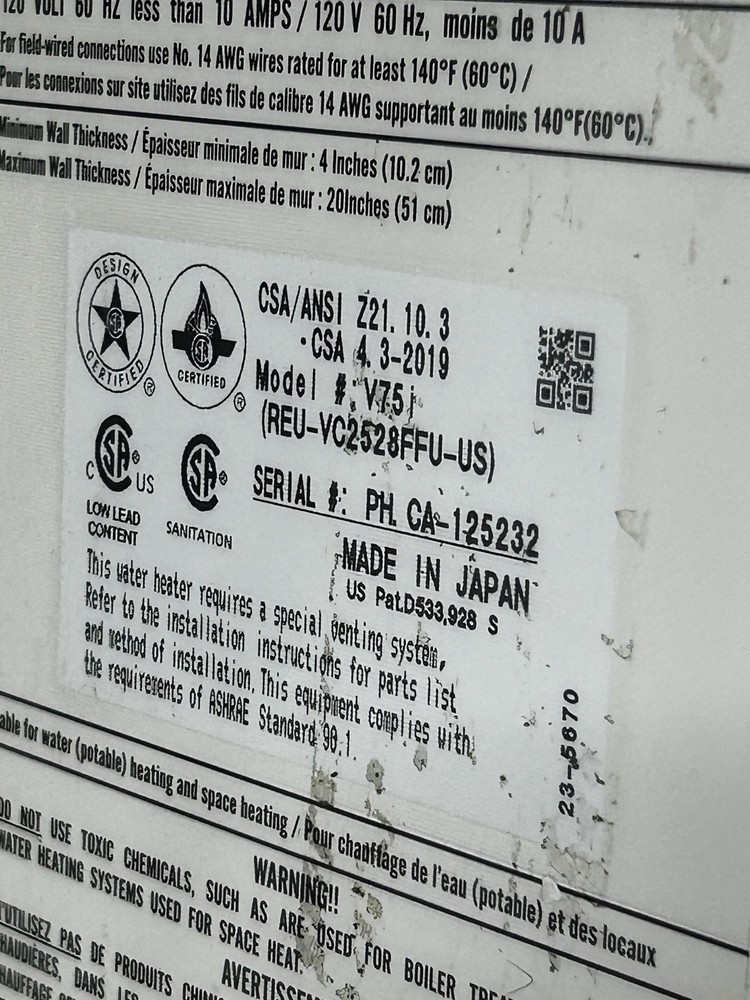 120 VOLT 60 HZ less than 10 AMPS / 120 V 60 Hz, moins de 10 A
For field-wired connections use No. 14 AWG wires rated for at least 140°F (60°C) /
Pour les connexions sur site utilisez des fils de calibre 14 AWG supportant au moins 140°F(60°C).
Minimum Wall Thickness / Épaisseur minimale de mur : 4 Inches (10.2 cm)
Maximum Wall Thickness / Épaisseur maximale de mur : 20Inches (51 cm)
DESIGN CERTIFIED ®
CERTIFIED ®
CSA/ANSI Z21.10.3
·CSA 4.3-2019
Model #: V75i
(REU-VC2528FFU-US)
SERIAL #: PH.CA-125232
C US
LOW LEAD
CONTENT
SANITATION
MADE IN JAPAN
US Pat.D533,928 S
This water heater requires a special venting system,
Refer to the installation instructions for parts list
and method of installation. This equipment complies with
the requirements of ASHRAE Standard 90.1.
23-5670
able for water (potable) heating and space heating / Pour chauffage de l'eau (potable) et des locaux
WARNING!!
DO NOT USE TOXIC CHEMICALS, SUCH AS ARE USED FOR BOILER
WATER HEATING SYSTEMS USED FOR SPACE HEAT.
PAS DE PRODUITS
DANS LES